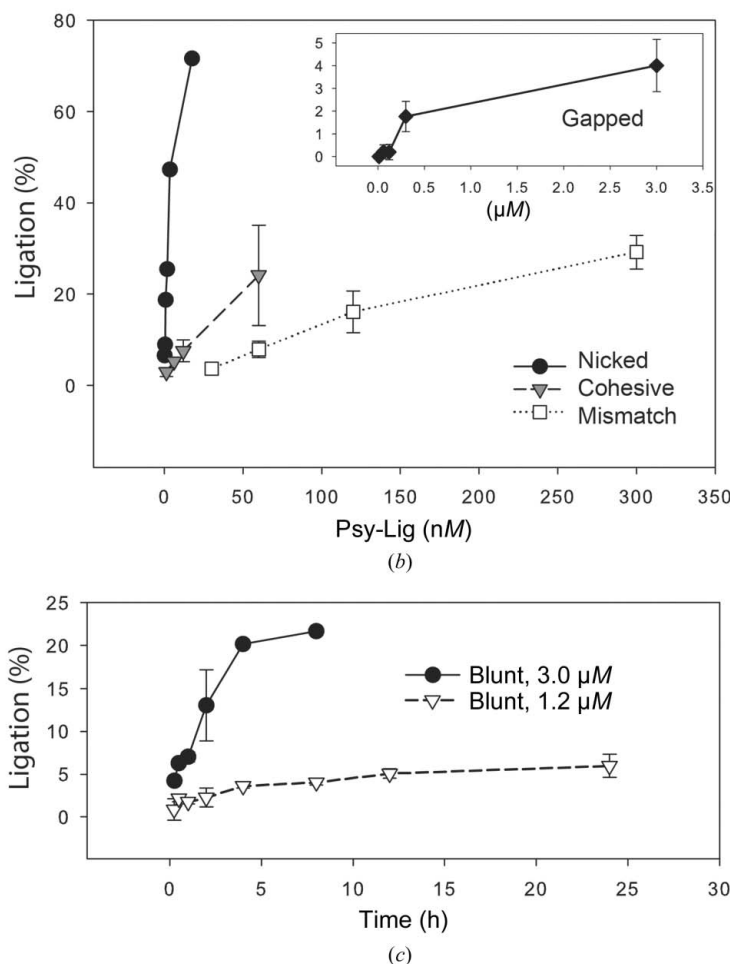 80
60
40
20
0
Ligation (%)
5
4
3
2
1
0
Gapped
0.0 0.5 1.0 1.5 2.0 2.5 3.0 3.5
(µM)
Nicked
Cohesive
Mismatch
0 50 100 150 200 250 300 350
Psy-Lig (nM)
(b)
25
20
15
10
5
0
Ligation (%)
Blunt, 3.0 µM
Blunt, 1.2 µM
0 5 10 15 20 25 30
Time (h)
(c)